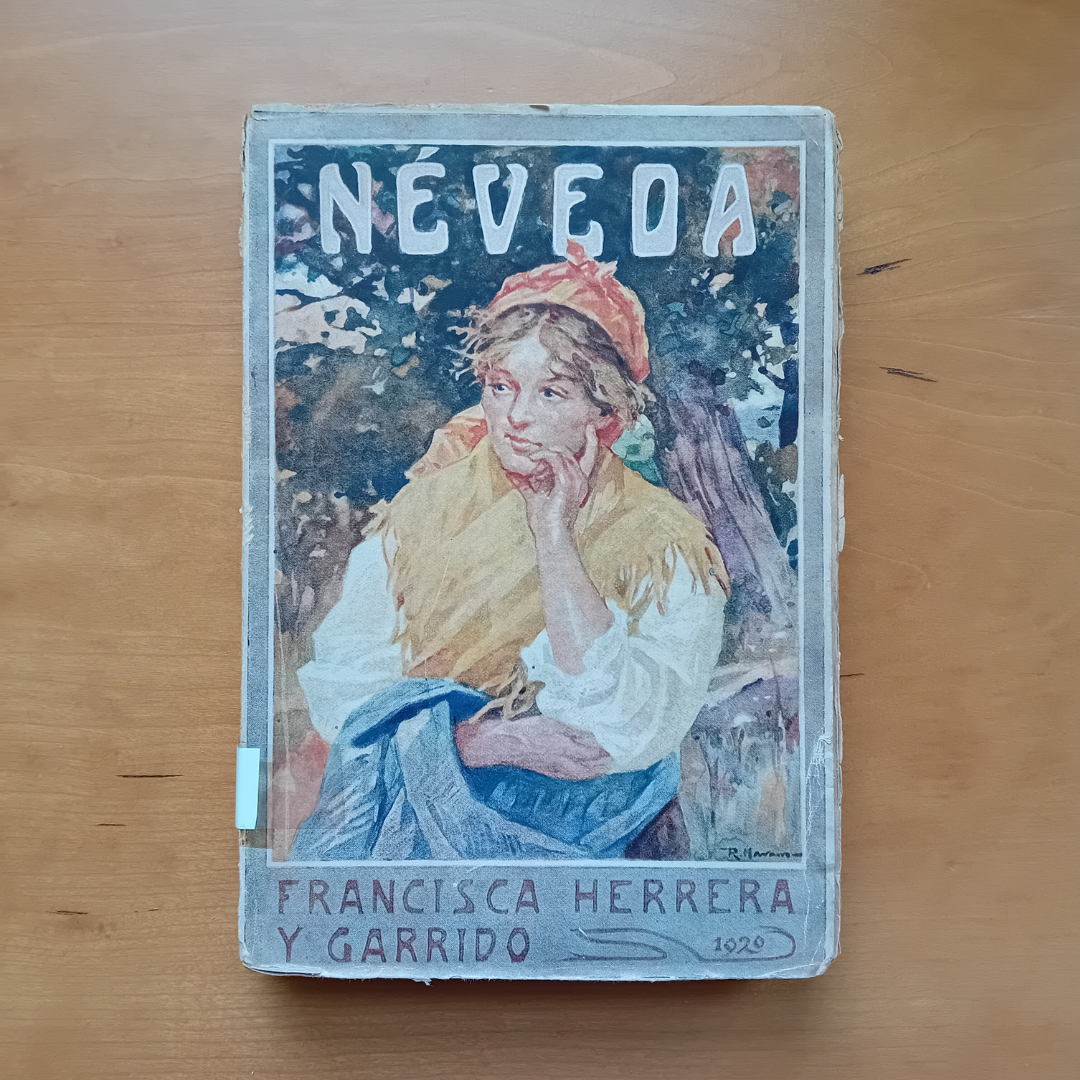 NÉVEDA
R. Navarro
FRANCISCA HERRERA
Y GARRIDO 1920